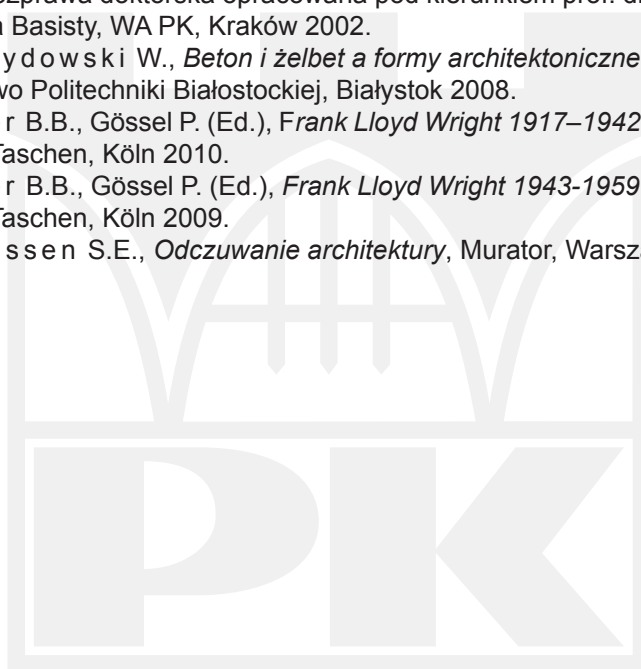 rozprawa doktorska opracowana pod kierunkiem prof. d
a Basisty, WA PK, Kraków 2002.
y d o w s k i W., Beton i żelbet a formy architektoniczne
wo Politechniki Białostockiej, Białystok 2008.
r B.B., Gössel P. (Ed.), Frank Lloyd Wright 1917–1942
Taschen, Köln 2010.
r B.B., Gössel P. (Ed.), Frank Lloyd Wright 1943-1959
Taschen, Köln 2009.
s s e n S.E., Odczuwanie architektury, Murator, Warsz
PK